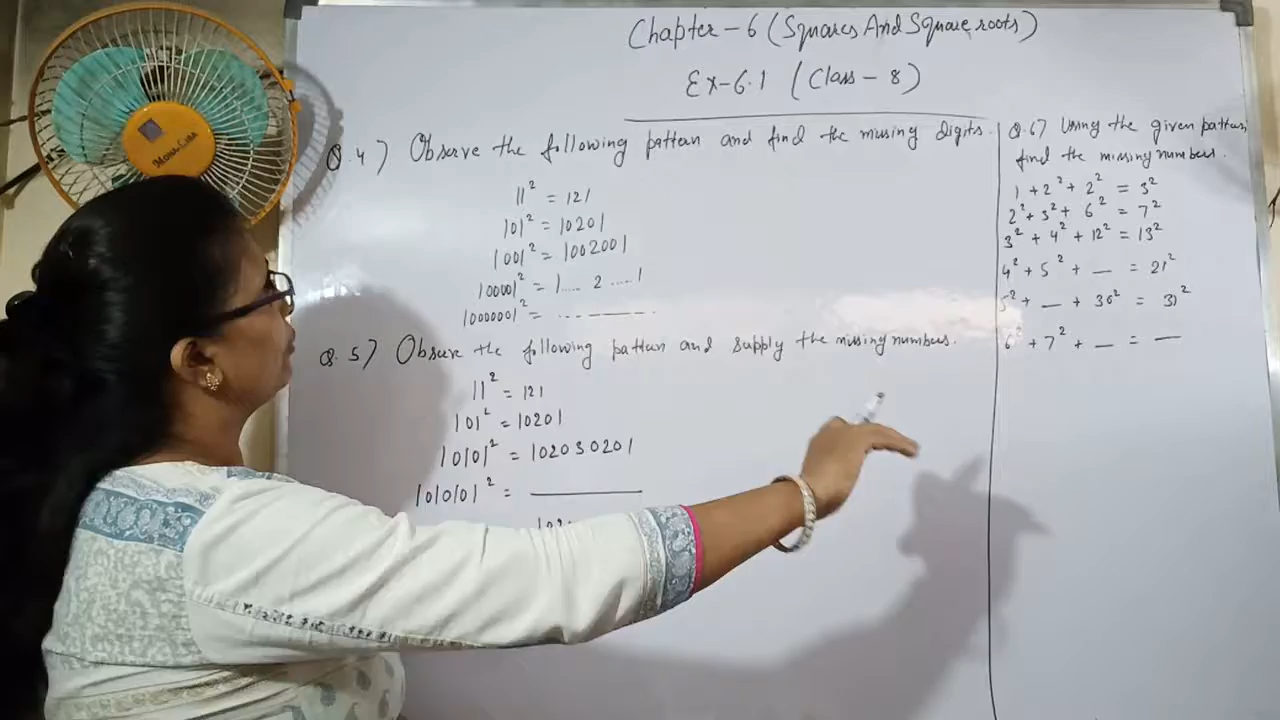 Chapter - 6 (Squares And Square roots)
Ex-6.1 (Class - 8)
Q.4) Observe the following pattern and find the missing digits.
11² = 121
101² = 10201
1001² = 1002001
100001² = 1.... 2 .....1
10000001² = .. - - - - - - -
Q.5) Observe the following pattern and supply the missing numbers.
11² = 121
101² = 10201
10101² = 102030201
1010101² = ______
Q.6) Using the given pattern
find the missing numbers.
1 + 2² + 2² = 3²
2² + 3² + 6² = 7²
3² + 4² + 12² = 13²
4² + 5² + __ = 21²
5² + __ + 30² = 31²
6² + 7² + __ = __